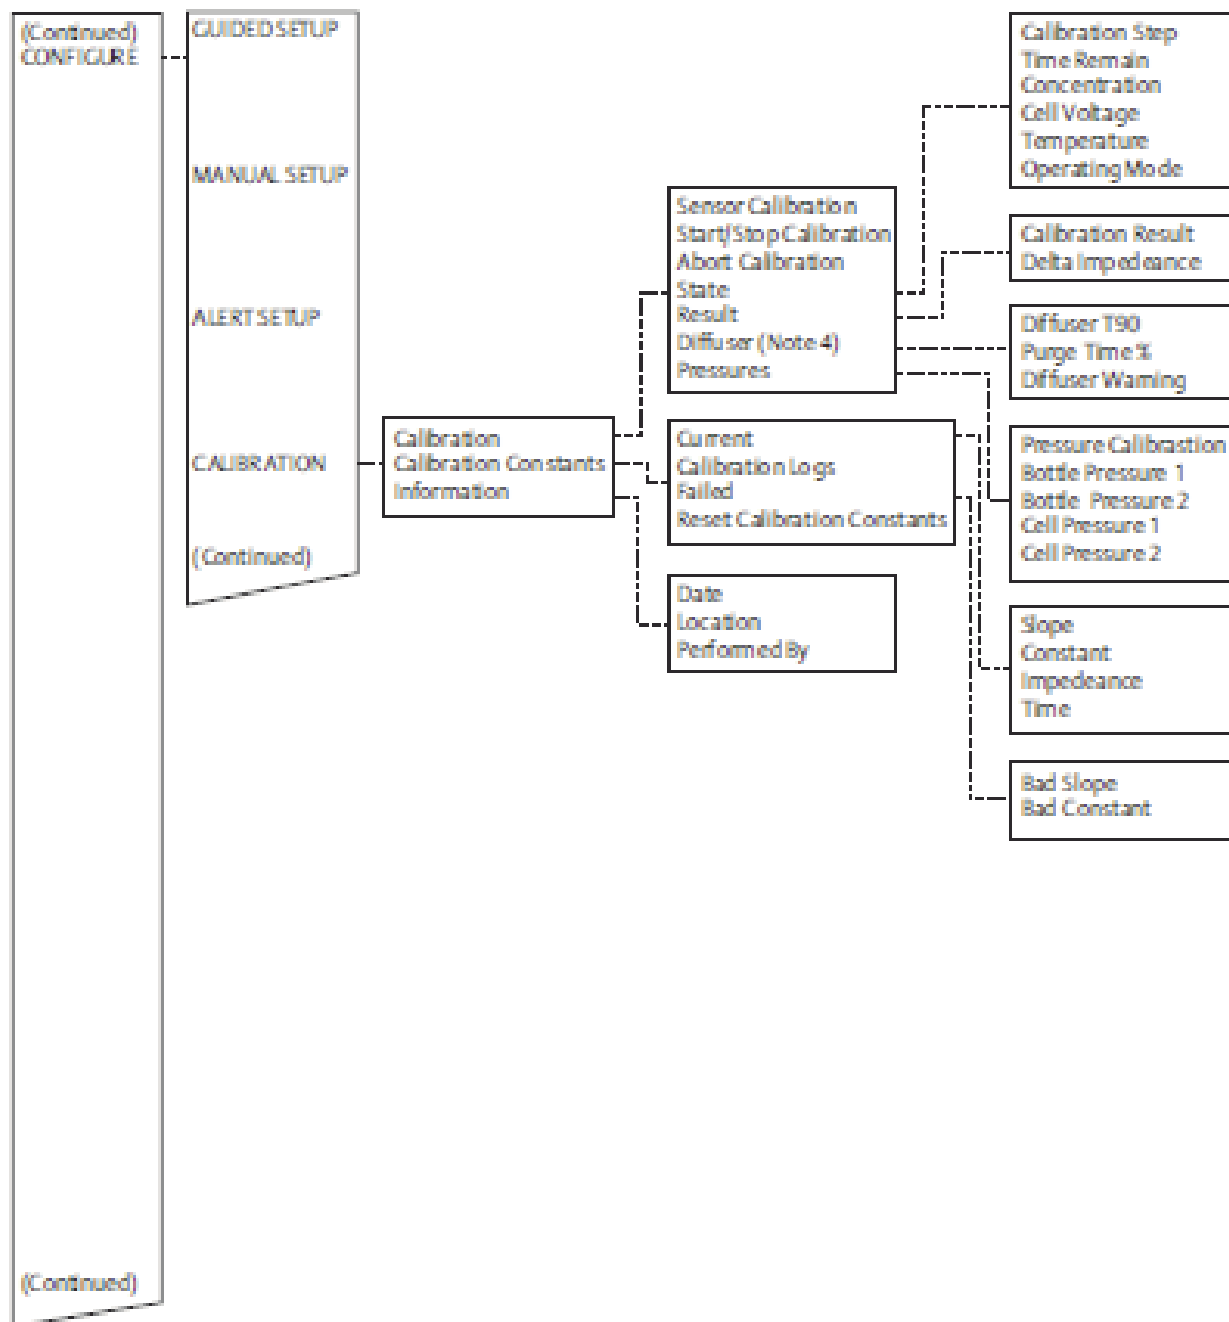 (Continued)
CONFIGURE
(Continued)
GUIDED SETUP
MANUAL SETUP
ALERT SETUP
CALIBRATION
(Continued)
Calibration
Calibration Constants
Information
Sensor Calibration
Start/Stop Calibration
Abort Calibration
State
Result
Diffuser (Note 4)
Pressures
Current
Calibration Logs
Failed
Reset Calibration Constants
Date
Location
Performed By
Calibration Step
Time Remain
Concentration
Cell Voltage
Temperature
Operating Mode
Calibration Result
Delta Impedeance
Diffuser T90
Purge Time %
Diffuser Warning
Pressure Calibrastion
Bottle Pressure 1
Bottle Pressure 2
Cell Pressure 1
Cell Pressure 2
Slope
Constant
Impedeance
Time
Bad Slope
Bad Constant